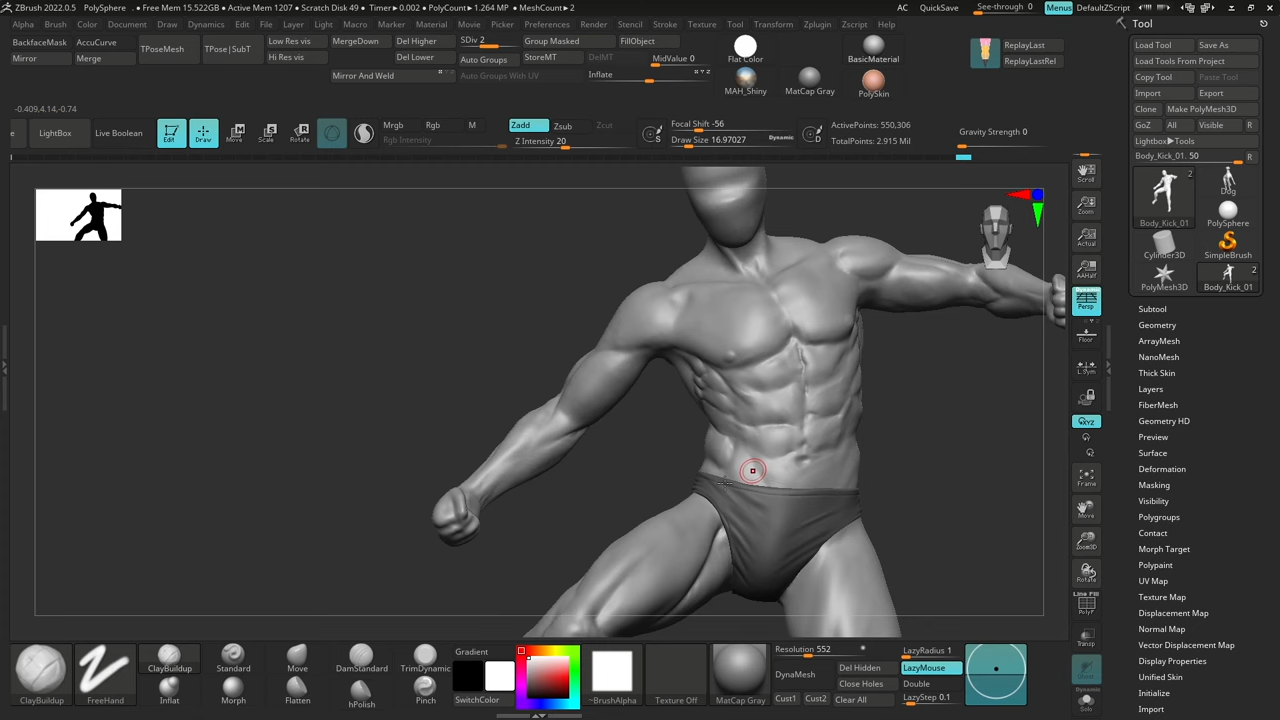 ZBrush 2022.0.5 PolySphere . • Free Mem 15.522GB • Active Mem 1207 • Scratch Disk 49 • Timer►0.002 • PolyCount►1.264 MP • MeshCount►2 AC QuickSave See-through 0 Menus DefaultZScript
Alpha Brush Color Document Draw Dynamics Edit File Layer Light Macro Marker Material Movie Picker Preferences Render Stencil Stroke Texture Tool Transform Zplugin Zscript Help
BackfaceMask AccuCurve
Mirror Merge
TPoseMesh TPose|SubT
Low Res vis MergeDown Del Higher SDiv 2 Group Masked FillObject
Hi Res vis Del Lower Auto Groups StoreMT DelMT MidValue 0
Mirror And Weld Auto Groups With UV Inflate
Flat Color BasicMaterial
MAH_Shiny MatCap Gray PolySkin
ReplayLast
ReplayLastRel
-0.409,4.14,-0.74
e LightBox Live Boolean Edit Draw Move Scale Rotate
Mrgb Rgb M
Rgb Intensity
Zadd Zsub Zcut
Z Intensity 20
Focal Shift -56
Draw Size 16.97027 Dynamic
ActivePoints: 550,306
TotalPoints: 2.915 Mil
Gravity Strength 0
Scroll
Zoom
Actual
AAHalf
Dynamic
Persp
Floor
L.Sym
XYZ
Frame
Move
Zoom3D
Rotate
Line Fill
PolyF
Transp
Dynamic
Solo
Tool
Load Tool Save As
Load Tools From Project
Copy Tool Paste Tool
Import Export
Clone Make PolyMesh3D
GoZ All Visible R
Lightbox►Tools
Body_Kick_01. 50 R
2
Body_Kick_01 Dog
PolySphere
Cylinder3D SimpleBrush
2
PolyMesh3D Body_Kick_01
Subtool
Geometry
ArrayMesh
NanoMesh
Thick Skin
Layers
FiberMesh
Geometry HD
Preview
Surface
Deformation
Masking
Visibility
Polygroups
Contact
Morph Target
Polypaint
UV Map
Texture Map
Displacement Map
Normal Map
Vector Displacement Map
Display Properties
Unified Skin
Initialize
Import
ClayBuildup FreeHand
ClayBuildup Standard Move DamStandard TrimDynamic
Inflat Morph Flatten hPolish Pinch
Gradient
SwitchColor
~BrushAlpha Texture Off MatCap Gray
Resolution 552
DynaMesh Del Hidden
Close Holes
Cust1 Cust2 Clear All
LazyRadius 1
LazyMouse
Double
LazyStep 0.1